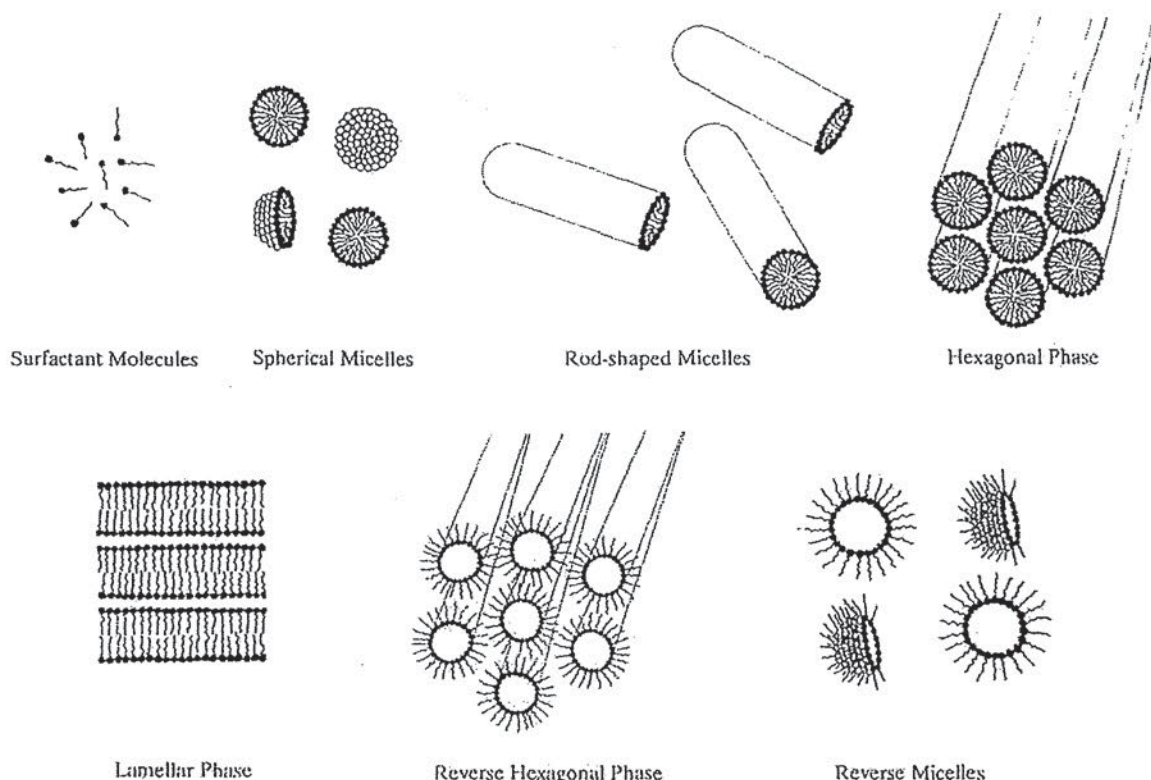 Surfactant Molecules
Spherical Micelles
Rod-shaped Micelles
Hexagonal Phase
Lamellar Phase
Reverse Hexagonal Phase
Reverse Micelles